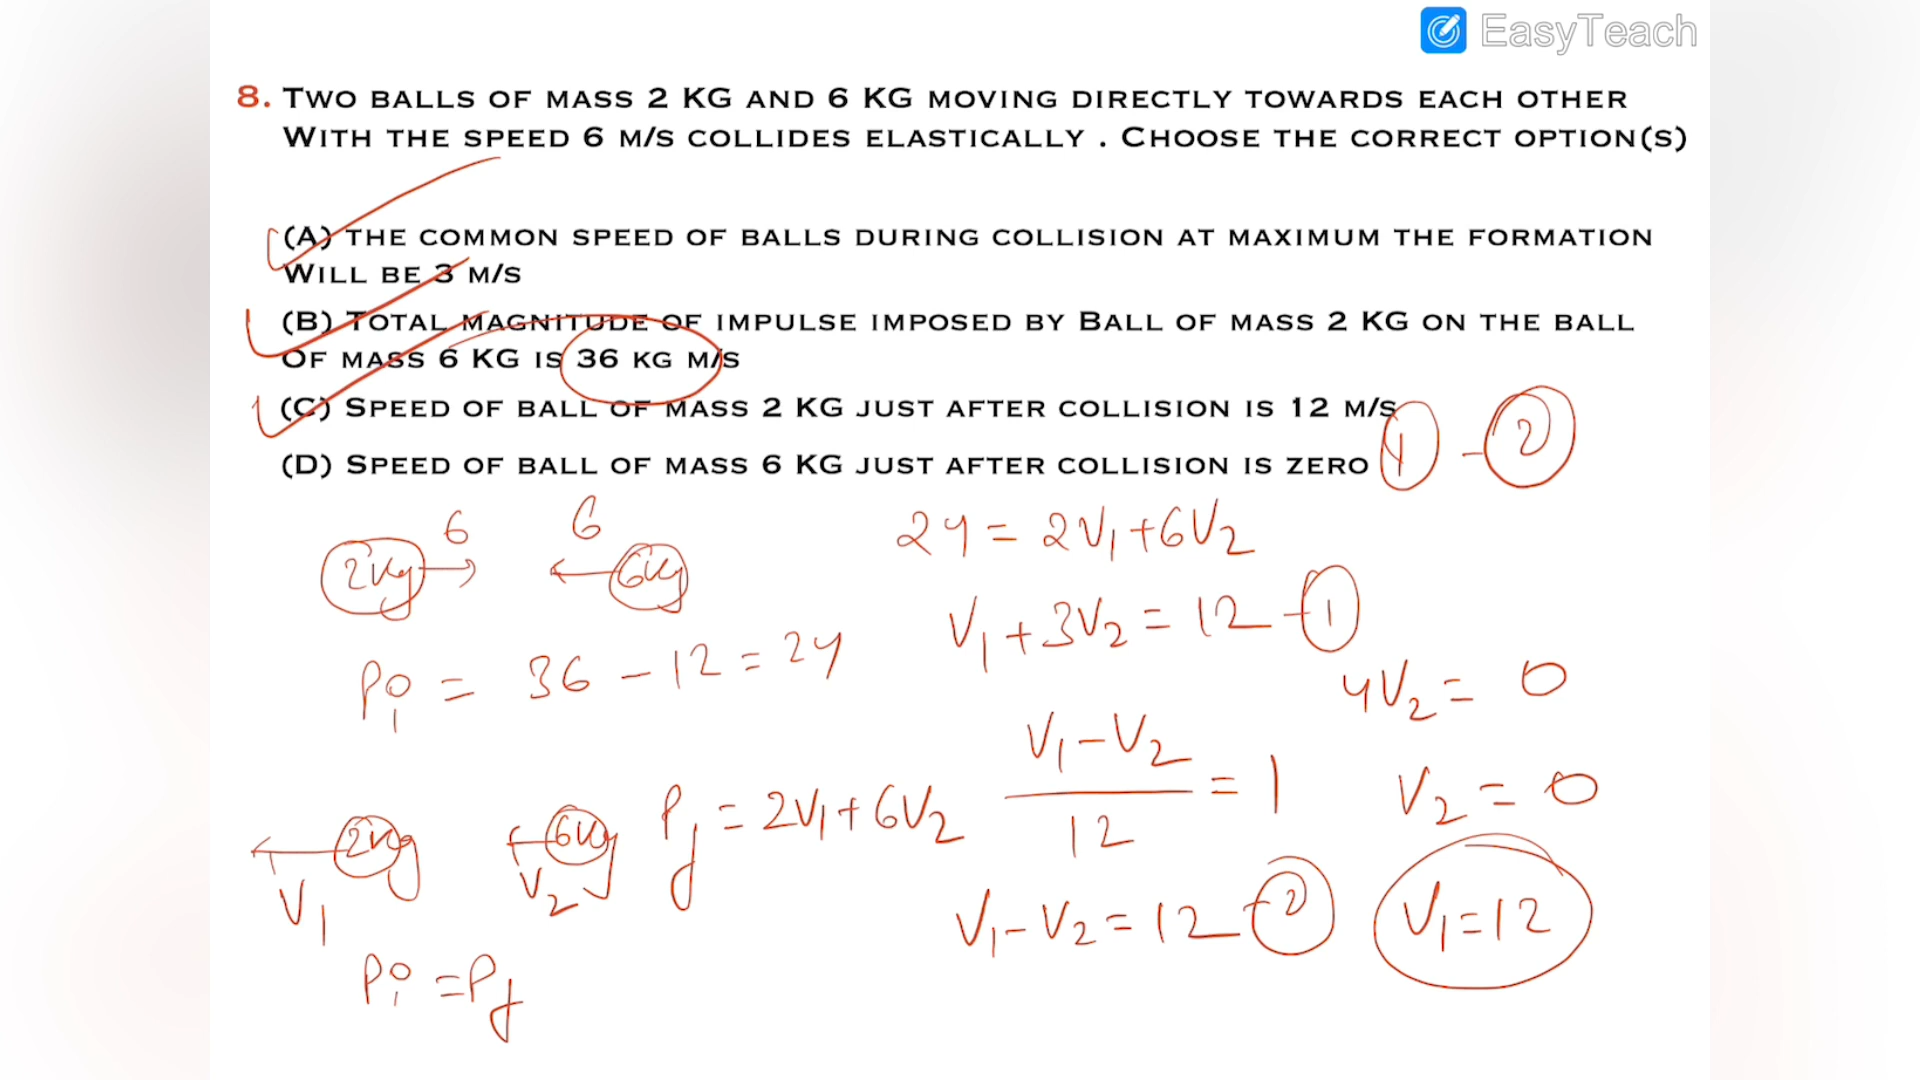 EasyTeach
8. TWO BALLS OF MASS 2 KG AND 6 KG MOVING DIRECTLY TOWARDS EACH OTHER
WITH THE SPEED 6 M/S COLLIDES ELASTICALLY . CHOOSE THE CORRECT OPTION(S)
(A) THE COMMON SPEED OF BALLS DURING COLLISION AT MAXIMUM THE FORMATION
WILL BE 3 M/S
(B) TOTAL MAGNITUDE OF IMPULSE IMPOSED BY BALL OF MASS 2 KG ON THE BALL
OF MASS 6 KG IS 36 KG M/S
(C) SPEED OF BALL OF MASS 2 KG JUST AFTER COLLISION IS 12 M/S
(D) SPEED OF BALL OF MASS 6 KG JUST AFTER COLLISION IS ZERO
1 - 2
6 6
2Kg 6Kg
Pi = 36 - 12 = 24
2Kg 6Kg
V1 V2
Pf = 2V1 + 6V2
Pi = Pf
24 = 2V1 + 6V2
V1 + 3V2 = 12 - 1
V1 - V2
12
= 1
V1 - V2 = 12 - 2
4V2 = 0
V2 = 0
V1 = 12